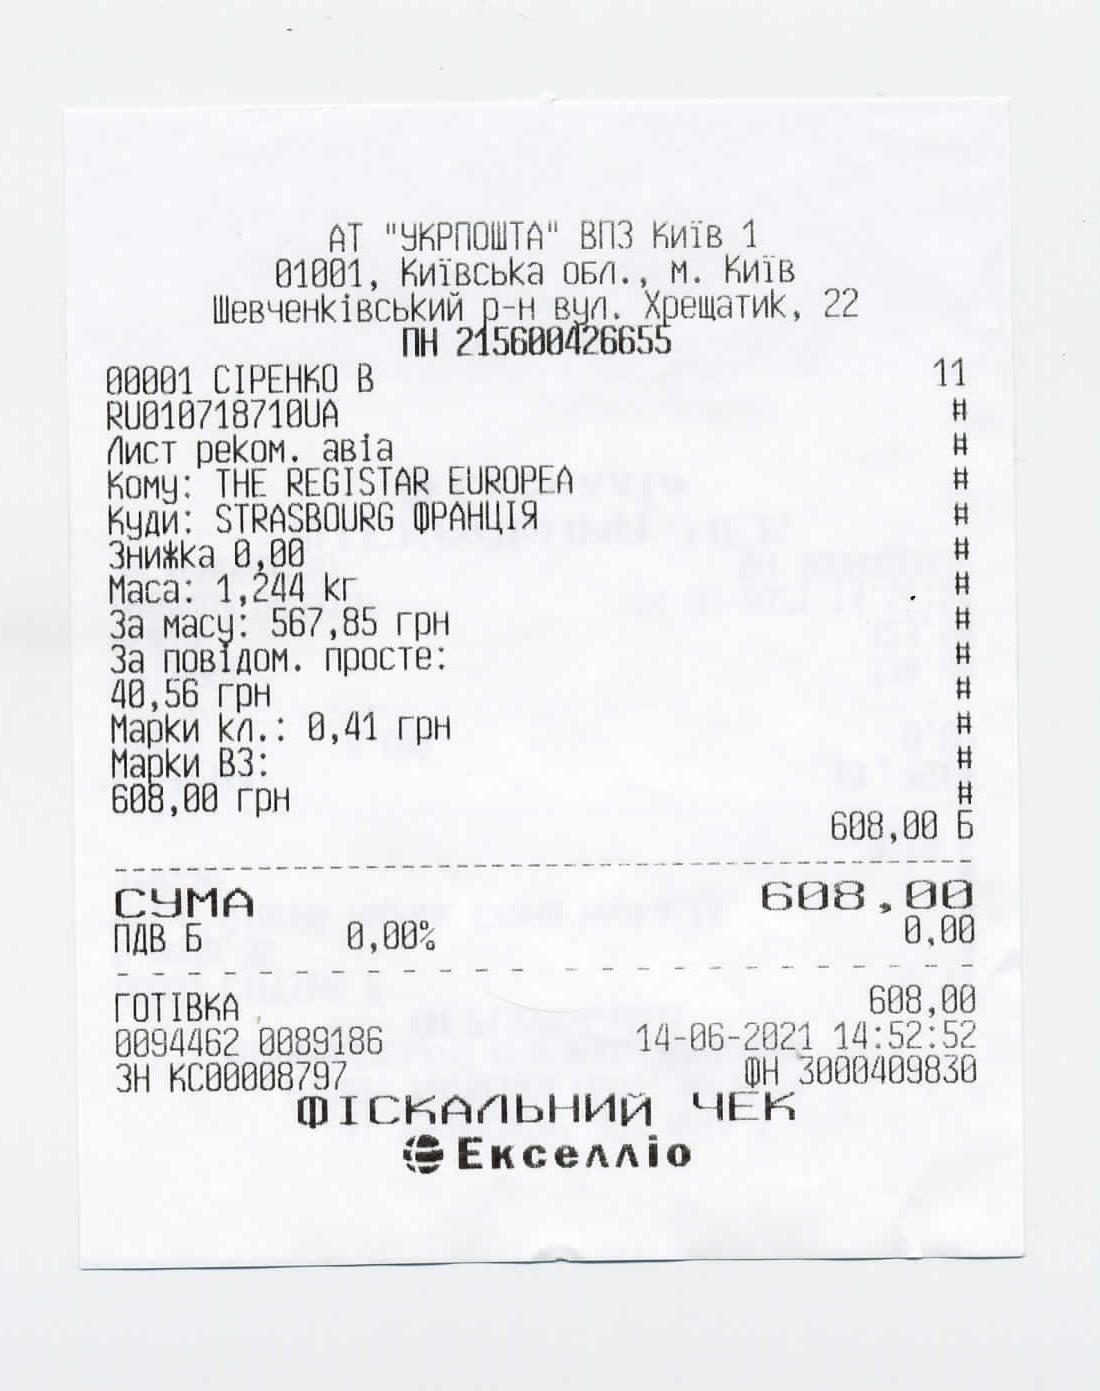 АТ "УКРПОШТА" ВПЗ Київ 1
01001, Київська обл., м. Київ
Шевченківський р-н вул. Хрещатик, 22
ПН 215600426655
00001 СІРЕНКО В 11
RU010718710UA #
Лист реком. авіа #
Кому: THE REGISTAR EUROPEA #
Куди: STRASBOURG ФРАНЦІЯ #
Знижка 0,00 #
Маса: 1,244 кг #
За масу: 567,85 грн #
За повідом. просте: #
40,56 грн #
Марки кл.: 0,41 грн #
Марки ВЗ: #
608,00 грн #
608,00 Б
СУМА 608,00
ПДВ Б 0,00% 0,00
ГОТІВКА 608,00
0094462 0089186 14-06-2021 14:52:52
ЗН КС00008797 ФН 3000409830
ФІСКАЛЬНИЙ ЧЕК
Екселліо